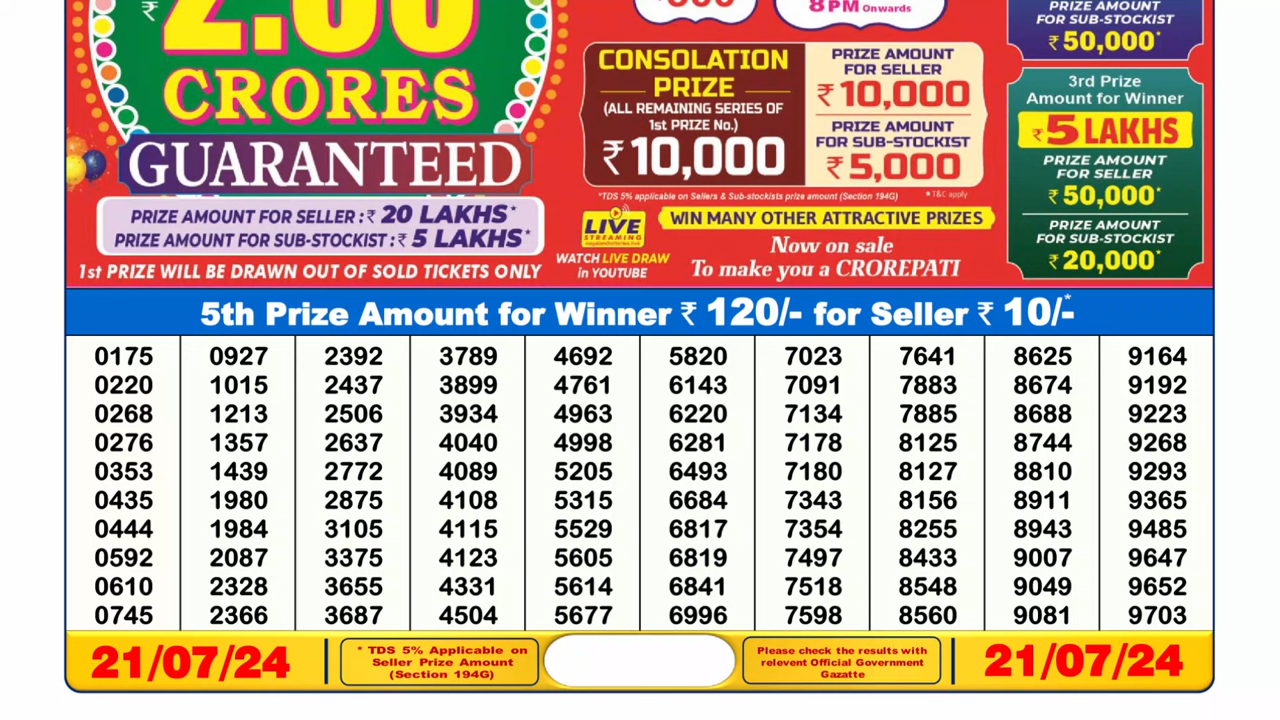 ₹
2.00
CRORES
GUARANTEED
PRIZE AMOUNT FOR SELLER : ₹ 20 LAKHS*
PRIZE AMOUNT FOR SUB-STOCKIST : ₹ 5 LAKHS*
1st PRIZE WILL BE DRAWN OUT OF SOLD TICKETS ONLY
8 PM Onwards
CONSOLATION
PRIZE
(ALL REMAINING SERIES OF
1st PRIZE No.)
₹ 10,000
PRIZE AMOUNT
FOR SELLER
₹ 10,000
PRIZE AMOUNT
FOR SUB-STOCKIST
₹ 5,000
*TDS 5% applicable on Sellers & Sub-stockists prize amount (Section 194G)
*T&C apply
LIVE
STREAMING
WATCH LIVE DRAW
in YOUTUBE
WIN MANY OTHER ATTRACTIVE PRIZES
Now on sale
To make you a CROREPATI
PRIZE AMOUNT
FOR SUB-STOCKIST
₹ 50,000*
3rd Prize
Amount for Winner
₹ 5 LAKHS
PRIZE AMOUNT
FOR SELLER
₹ 50,000*
PRIZE AMOUNT
FOR SUB-STOCKIST
₹ 20,000*
5th Prize Amount for Winner ₹ 120/- for Seller ₹ 10/-*
0175 0927 2392 3789 4692 5820 7023 7641 8625 9164
0220 1015 2437 3899 4761 6143 7091 7883 8674 9192
0268 1213 2506 3934 4963 6220 7134 7885 8688 9223
0276 1357 2637 4040 4998 6281 7178 8125 8744 9268
0353 1439 2772 4089 5205 6493 7180 8127 8810 9293
0435 1980 2875 4108 5315 6684 7343 8156 8911 9365
0444 1984 3105 4115 5529 6817 7354 8255 8943 9485
0592 2087 3375 4123 5605 6819 7497 8433 9007 9647
0610 2328 3655 4331 5614 6841 7518 8548 9049 9652
0745 2366 3687 4504 5677 6996 7598 8560 9081 9703
21/07/24
* TDS 5% Applicable on
Seller Prize Amount
(Section 194G)
Please check the results with
relevent Official Government
Gazatte
21/07/24